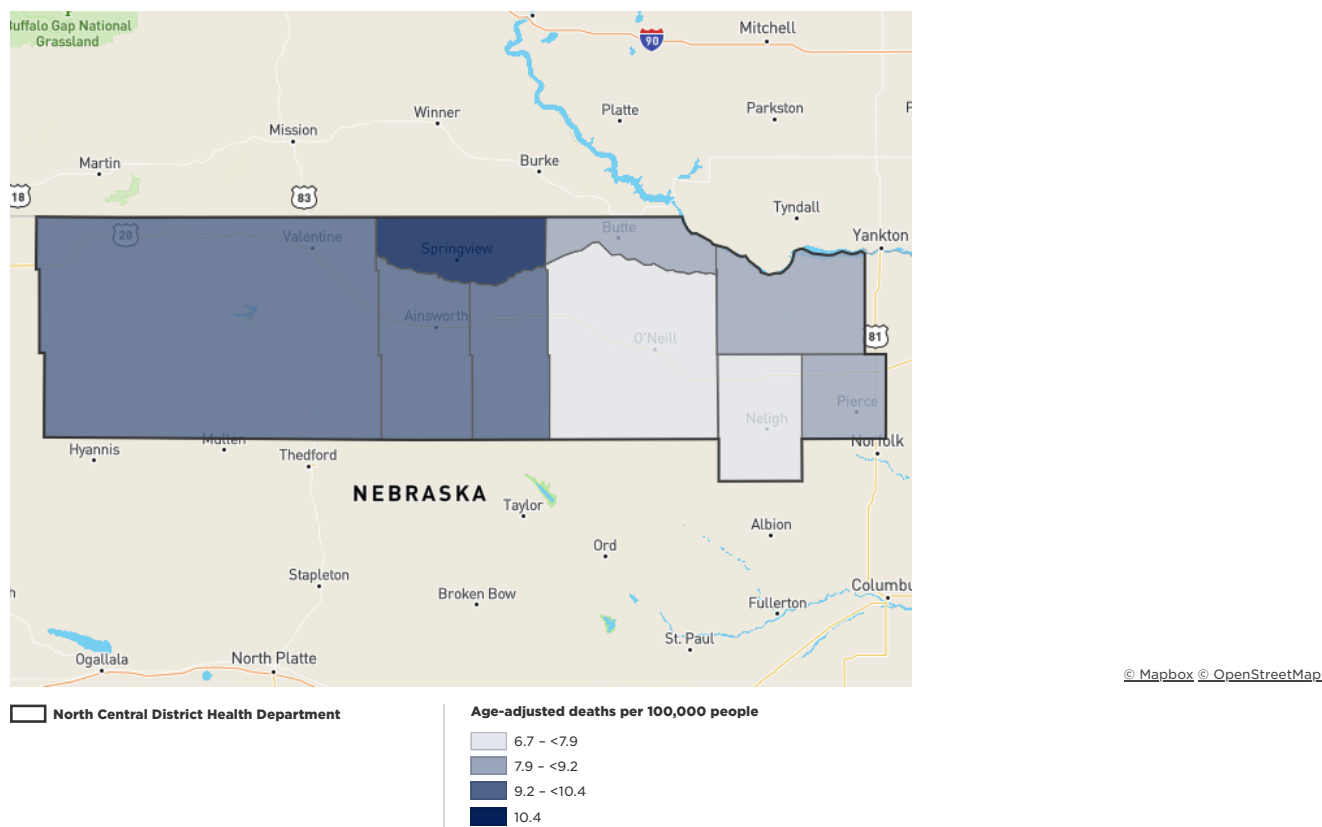 Buffalo Gap National
Grassland
90
Mitchell
Winner
Platte
Parkston
Mission
Martin
Burke
18
83
Tyndall
20
Valentine
Springview
Butte
Yankton
Ainsworth
O'Neill
81
Neligh
Pierce
Hyannis
Mullen
Thedford
Norfolk
NEBRASKA
Taylor
Albion
Ord
Stapleton
Broken Bow
Columbu
Fullerton
St. Paul
Ogallala
North Platte
© Mapbox © OpenStreetMap
North Central District Health Department
Age-adjusted deaths per 100,000 people
6.7 – <7.9
7.9 – <9.2
9.2 – <10.4
10.4